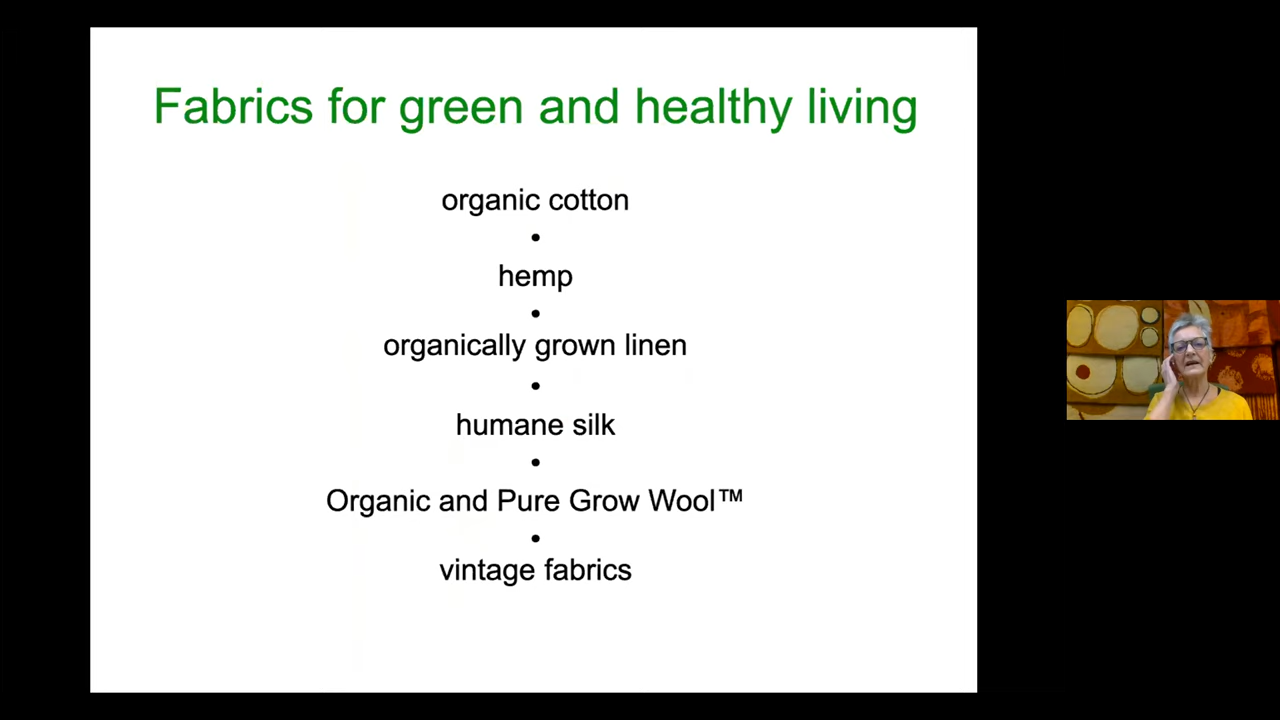 Fabrics for green and healthy living
organic cotton
•
hemp
•
organically grown linen
•
humane silk
•
Organic and Pure Grow Wool™
•
vintage fabrics